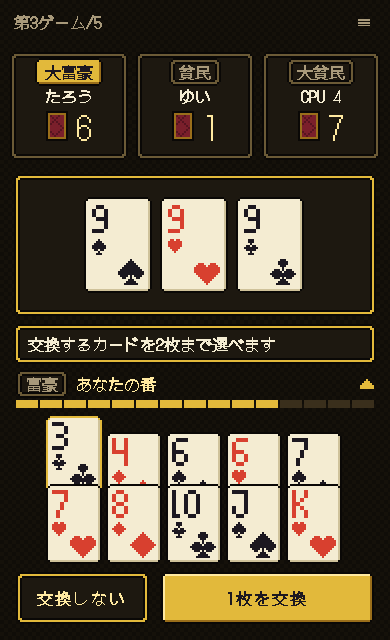 第3ゲーム/5
大富豪
たろう
6
貧民
ゆい
1
大貧民
CPU 4
7
9 9 9
交換するカードを2枚まで選べます
富豪 あなたの番
3 4 6 6 7
7 8 10 J K
交換しない
1枚を交換